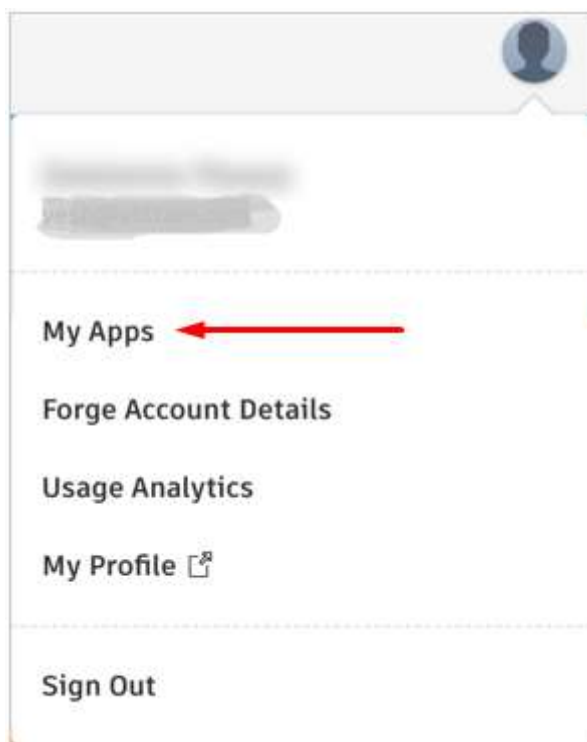 My Apps
Forge Account Details
Usage Analytics
My Profile
Sign Out